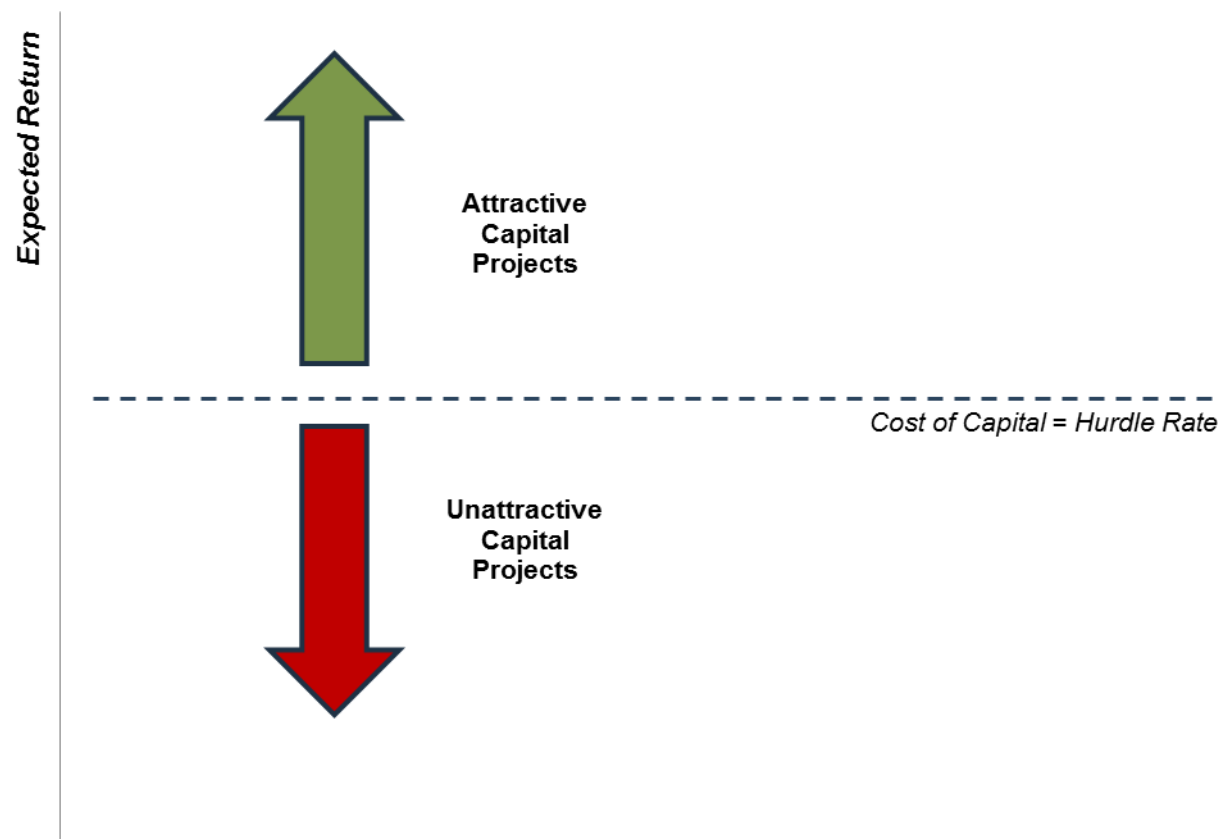 Expected Return
Attractive
Capital
Projects
Cost of Capital = Hurdle Rate
Unattractive
Capital
Projects